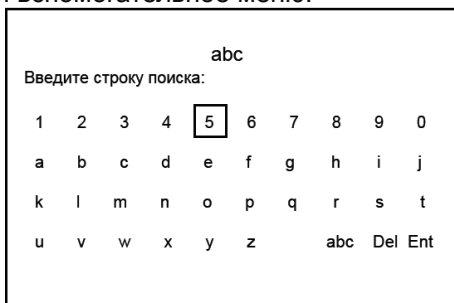 вспомогательное меню.
abc
Введите строку поиска:
1 2 3 4 5 6 7 8 9 0
a b c d e f g h i j
k l m n o p q r s t
u v w x y z abc Del Ent